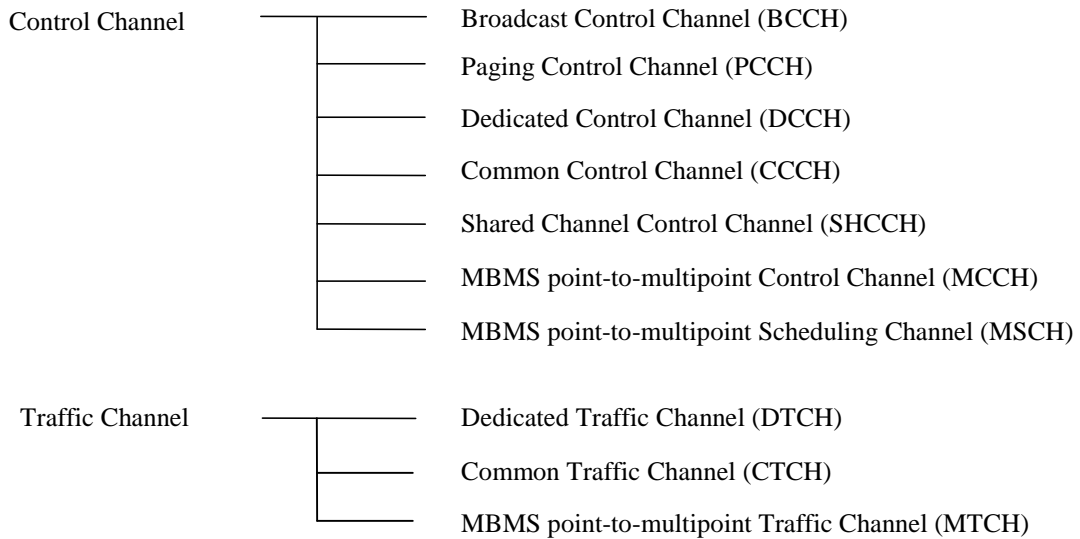 Control Channel
Broadcast Control Channel (BCCH)
Paging Control Channel (PCCH)
Dedicated Control Channel (DCCH)
Common Control Channel (CCCH)
Shared Channel Control Channel (SHCCH)
MBMS point-to-multipoint Control Channel (MCCH)
MBMS point-to-multipoint Scheduling Channel (MSCH)
Traffic Channel
Dedicated Traffic Channel (DTCH)
Common Traffic Channel (CTCH)
MBMS point-to-multipoint Traffic Channel (MTCH)